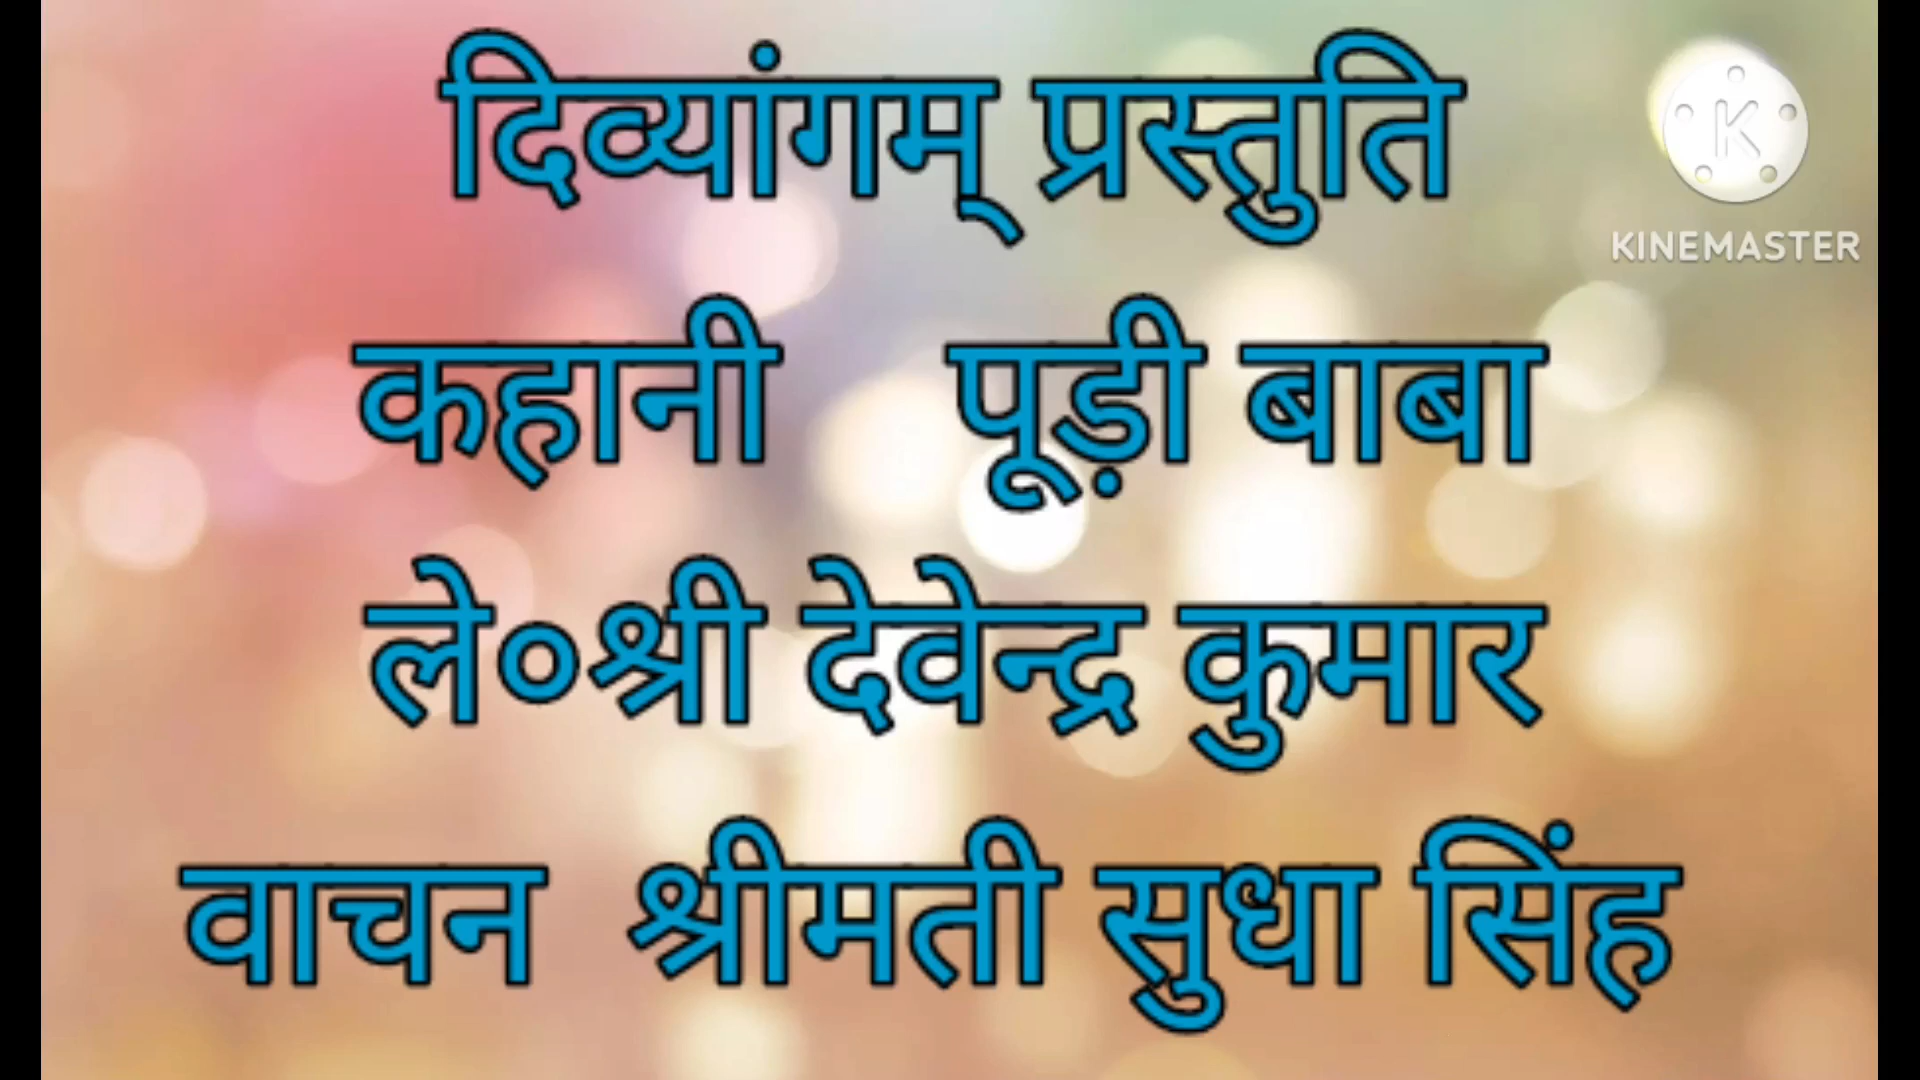 दिव्यांगम् प्रस्तुति
KINEMASTER
कहानी पूड़ी बाबा
ले०श्री देवेन्द्र कुमार
वाचन श्रीमती सुधा सिंह